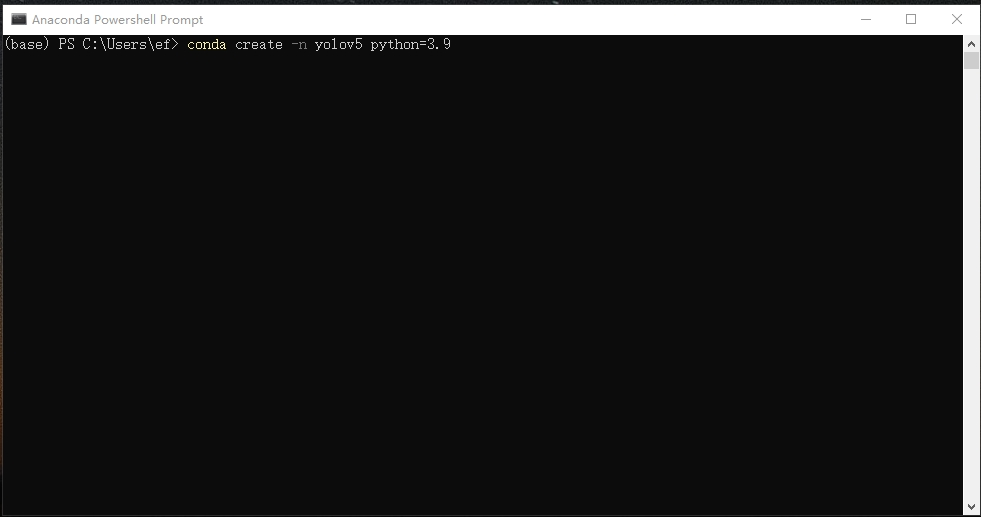 Anaconda Powershell Prompt
(base) PS C:\Users\ef> conda create -n yolov5 python=3.9